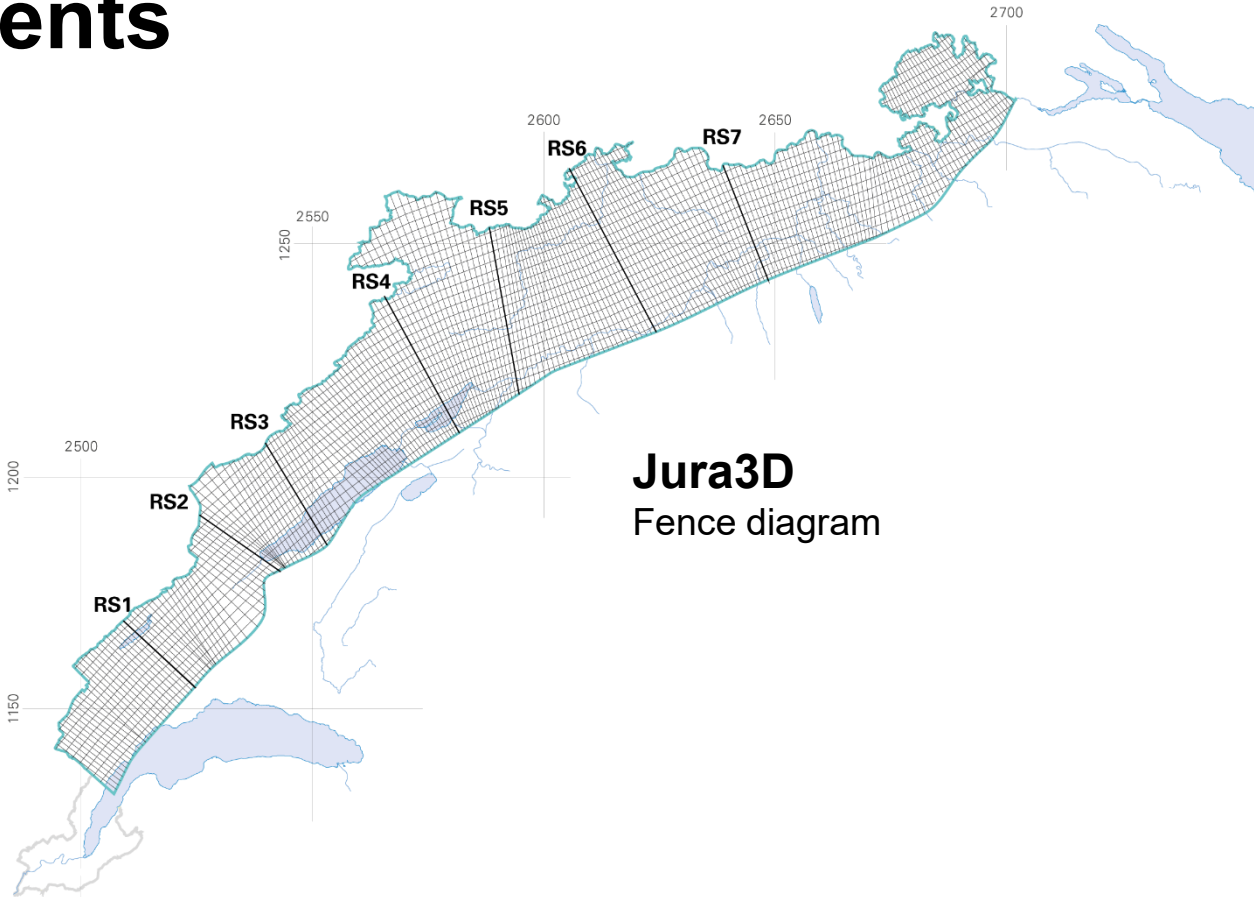 ents
2700
2600
2650
RS7
RS6
RS5
2550
1250
RS4
RS3
2500
1200
RS2
Jura3D
Fence diagram
RS1
1150